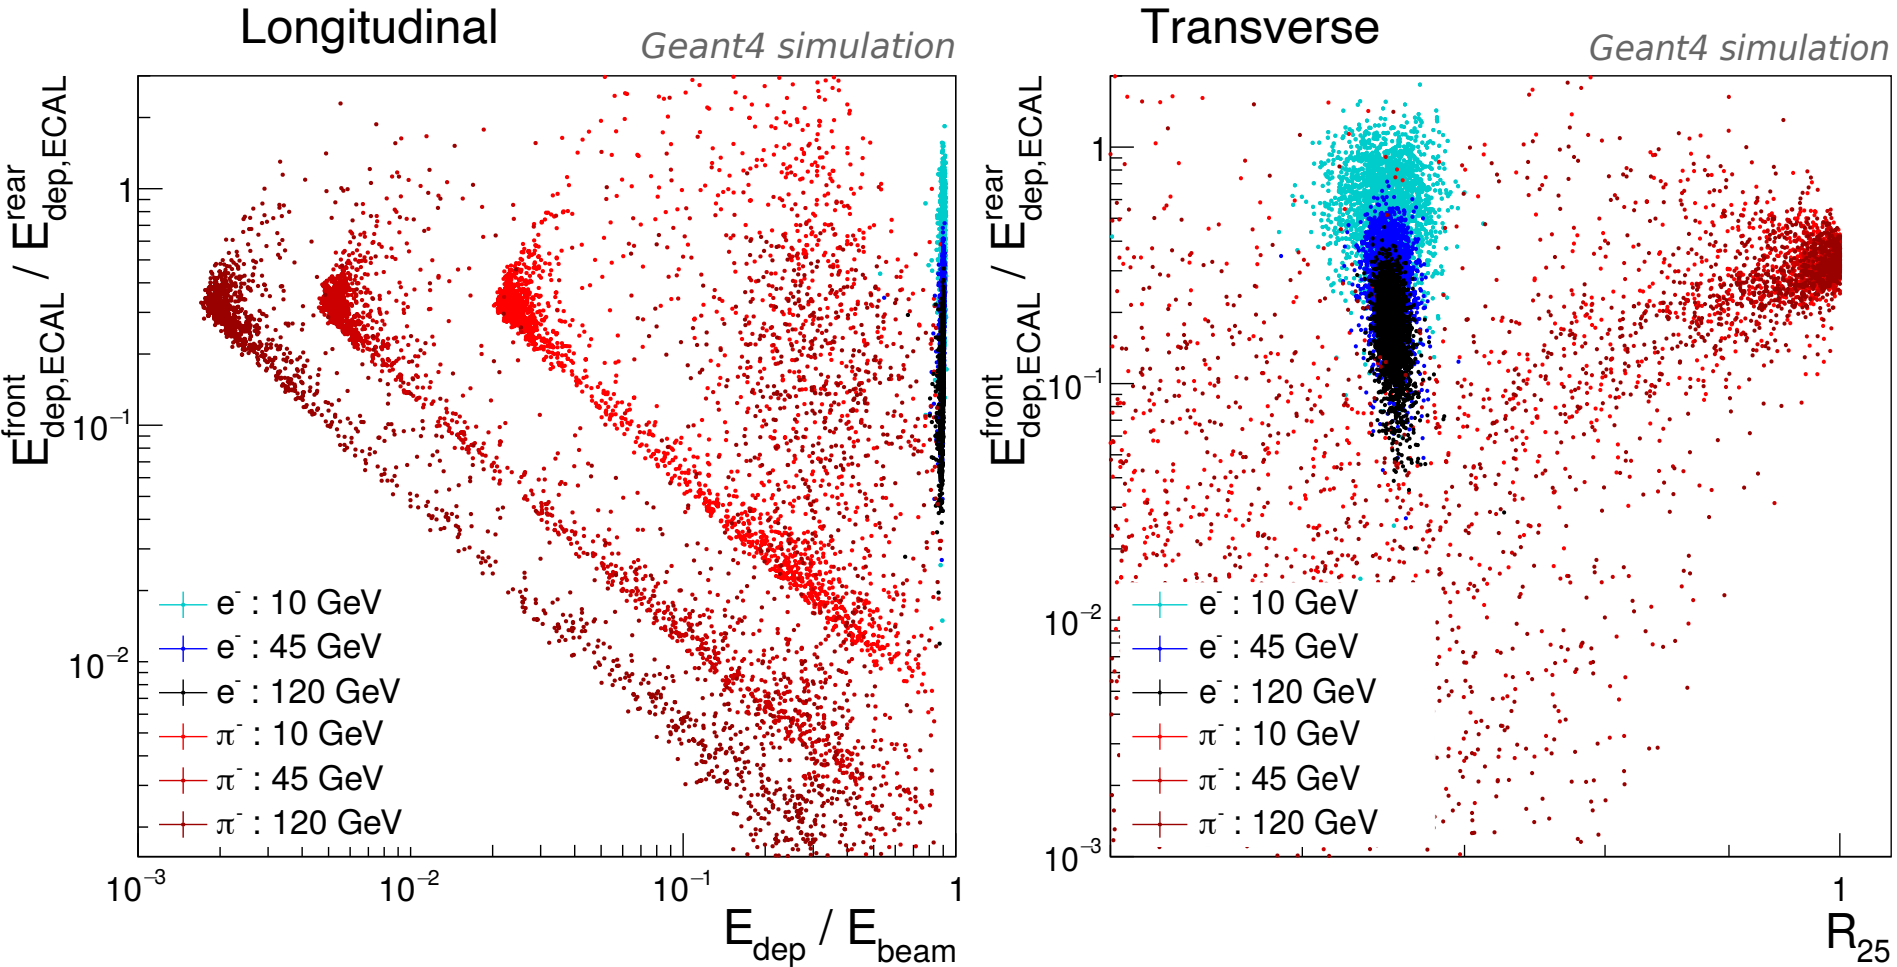 Longitudinal
Geant4 simulation
E^front_dep,ECAL / E^rear_dep,ECAL
1
10^−1
10^−2
e^- : 10 GeV
e^- : 45 GeV
e^- : 120 GeV
π^- : 10 GeV
π^- : 45 GeV
π^- : 120 GeV
10^−3
10^−2
10^−1
1
E_dep / E_beam
Transverse
Geant4 simulation
E^front_dep,ECAL / E^rear_dep,ECAL
1
10^−1
10^−2
10^−3
e^- : 10 GeV
e^- : 45 GeV
e^- : 120 GeV
π^- : 10 GeV
π^- : 45 GeV
π^- : 120 GeV
1
R_25